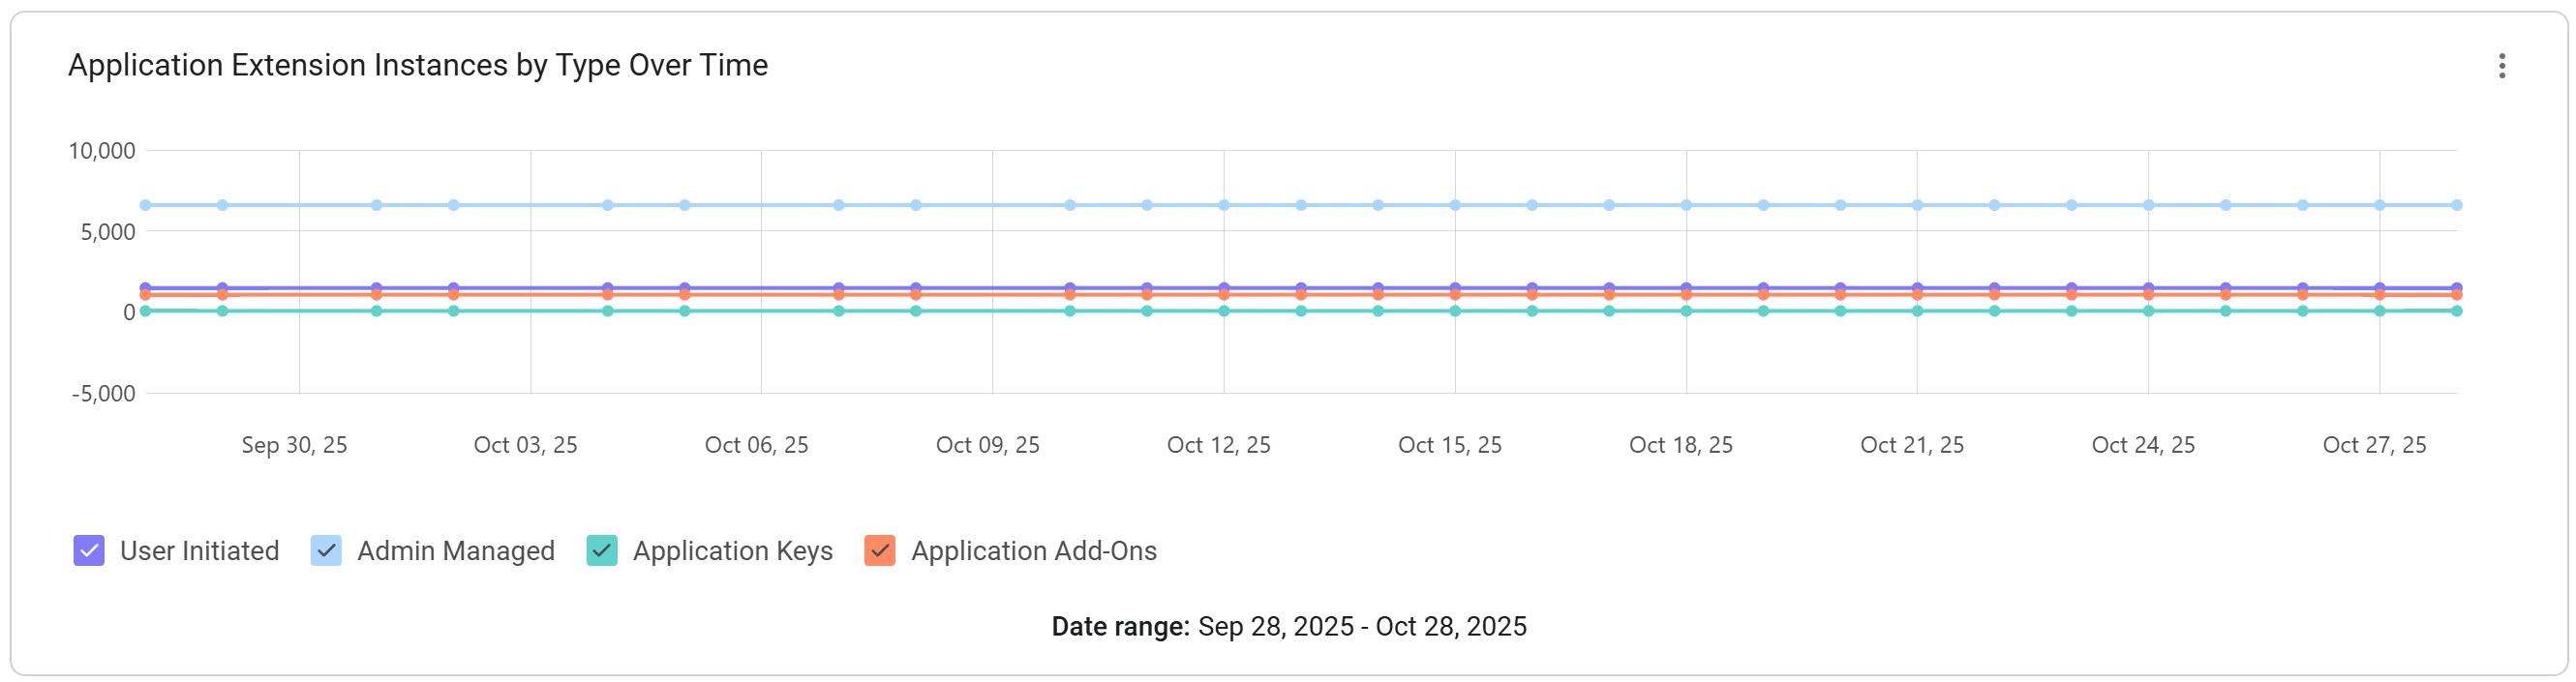 Application Extension Instances by Type Over Time
10,000
5,000
0
-5,000
Sep 30, 25 Oct 03, 25 Oct 06, 25 Oct 09, 25 Oct 12, 25 Oct 15, 25 Oct 18, 25 Oct 21, 25 Oct 24, 25 Oct 27, 25
User Initiated Admin Managed Application Keys Application Add-Ons
Date range: Sep 28, 2025 - Oct 28, 2025